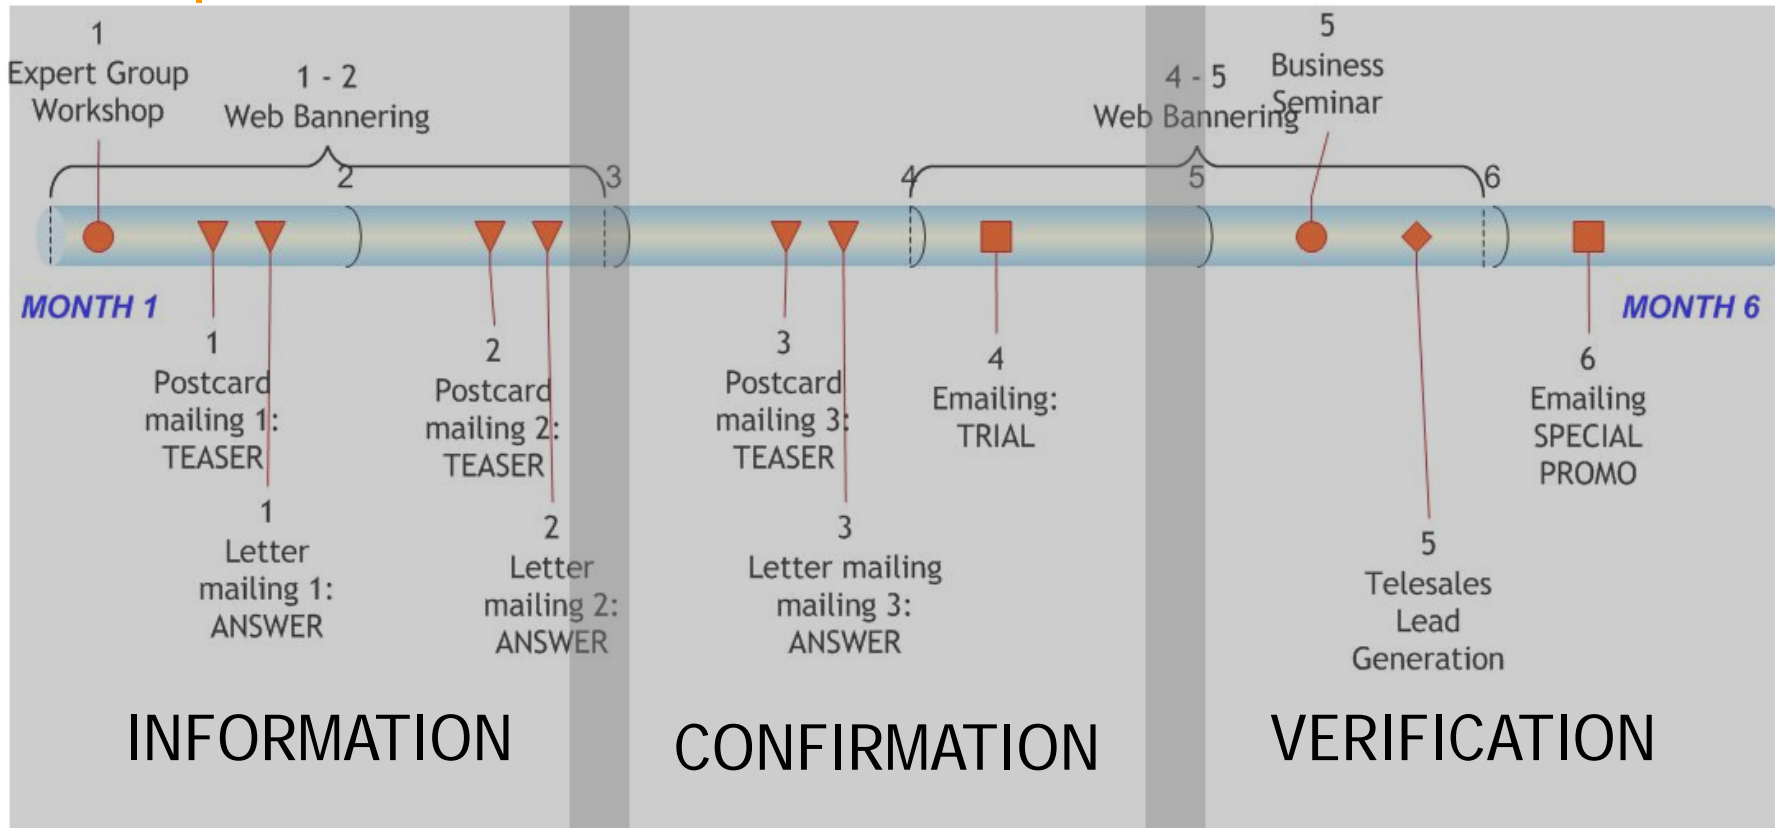 1
Expert Group
Workshop
1 - 2
Web Bannering
4 - 5
Web Bannering
5
Business
Seminar
2
3
4
5
6
MONTH 1
MONTH 6
1
Postcard
mailing 1:
TEASER
1
Letter
mailing 1:
ANSWER
2
Postcard
mailing 2:
TEASER
2
Letter
mailing 2:
ANSWER
3
Postcard
mailing 3:
TEASER
3
Letter mailing
mailing 3:
ANSWER
4
Emailing:
TRIAL
5
Telesales
Lead
Generation
6
Emailing
SPECIAL
PROMO
INFORMATION
CONFIRMATION
VERIFICATION